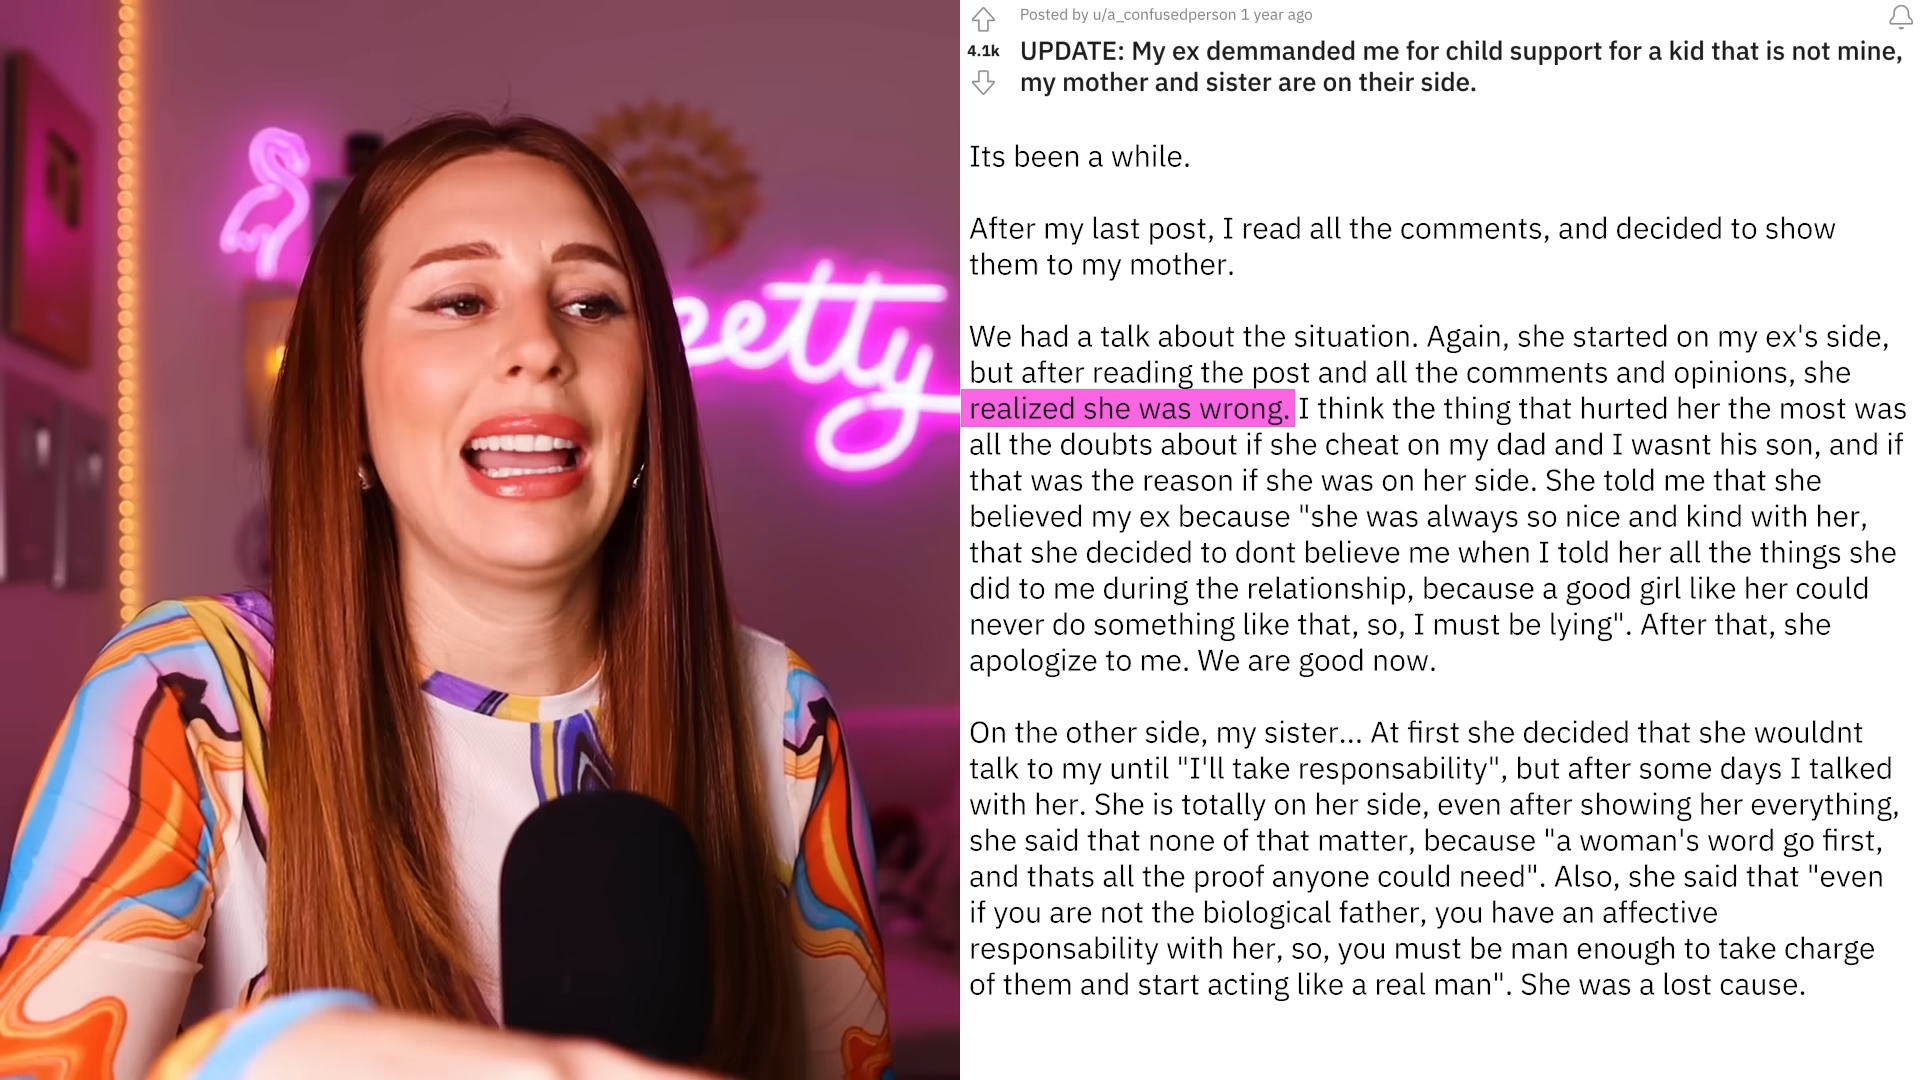 eetty
Posted by u/a_confusedperson 1 year ago
4.1k
UPDATE: My ex demmanded me for child support for a kid that is not mine,
my mother and sister are on their side.
Its been a while.
After my last post, I read all the comments, and decided to show
them to my mother.
We had a talk about the situation. Again, she started on my ex's side,
but after reading the post and all the comments and opinions, she
realized she was wrong. I think the thing that hurted her the most was
all the doubts about if she cheat on my dad and I wasnt his son, and if
that was the reason if she was on her side. She told me that she
believed my ex because "she was always so nice and kind with her,
that she decided to dont believe me when I told her all the things she
did to me during the relationship, because a good girl like her could
never do something like that, so, I must be lying". After that, she
apologize to me. We are good now.
On the other side, my sister... At first she decided that she wouldnt
talk to my until "I'll take responsability", but after some days I talked
with her. She is totally on her side, even after showing her everything,
she said that none of that matter, because "a woman's word go first,
and thats all the proof anyone could need". Also, she said that "even
if you are not the biological father, you have an affective
responsability with her, so, you must be man enough to take charge
of them and start acting like a real man". She was a lost cause.